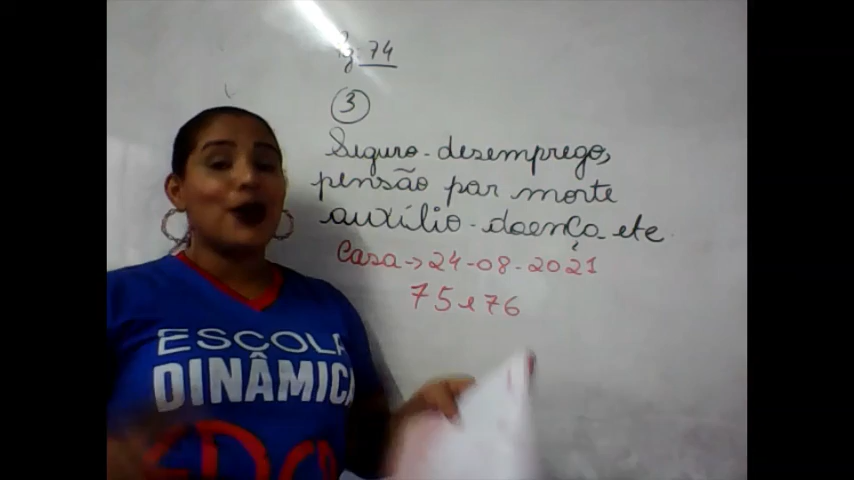 Pg. 74
3
Seguro-desemprego,
pensão por morte
auxílio-doença etc
Casa → 24-08-2021
75 e 76
ESCOLA
DINÂMICA